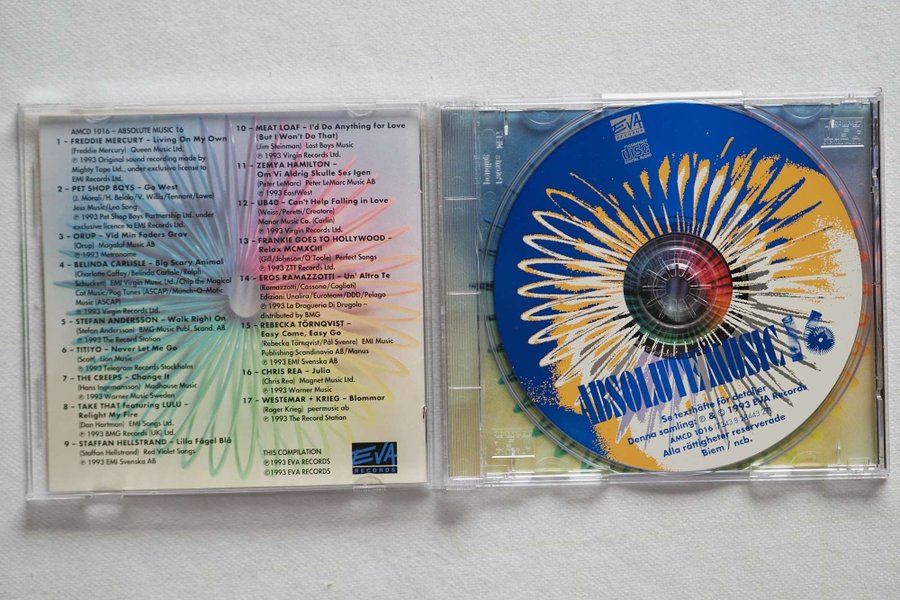 AMCD 1016 – ABSOLUTE MUSIC 16
1 – FREDDIE MERCURY – Living On My Own
(Freddie Mercury) Queen Music Ltd.
℗ 1993 Original sound recording made by
Mighty Tape Ltd., under exclusive license to
EMI Records Ltd.
2 – PET SHOP BOYS – Go West
(J. Morali/H. Belolo/V. Willis/Tennant/Lowe)
Jess Music/Leo Song
℗ 1993 Pet Shop Boys Partnership Ltd. under
exclusive licence to EMI Records Ltd.
3 – ORUP – Vid Min Faders Grav
(Orup) Megaluf Music AB
℗ 1993 Metronome
4 – BELINDA CARLISLE – Big Scary Animal
(Charlotte Caffey/Belinda Carlisle/Ralph
Schuckett) EMI Virgin Music Ltd./Chip the Magical
Cat Music/Pog Tunes (ASCAP)/Munch-Q-Matic
Music (ASCAP)
℗ 1993 Virgin Records Ltd.
5 – STEFAN ANDERSSON – Walk Right On
(Stefan Andersson) BMG Music Publ. Scand. AB
℗ 1993 The Record Station
6 – TITIYO – Never Let Me Go
(Scott) Lion Music
℗ 1993 Telegram Records Stockholm
7 – THE CREEPS – Change It
(Hans Ingemansson) Madhouse Music
℗ 1993 Warner Music Sweden
8 – TAKE THAT featuring LULU –
Relight My Fire
(Dan Hartman) EMI Songs Ltd.
℗ 1993 BMG Records (UK) Ltd.
9 – STAFFAN HELLSTRAND – Lilla Fågel Blå
(Staffan Hellstrand) Red Violet Songs
℗ 1993 EMI Svenska AB
10 – MEAT LOAF – I'd Do Anything for Love
(But I Won't Do That)
(Jim Steinman) Lost Boys Music
℗ 1993 Virgin Records Ltd.
11 – ZEMYA HAMILTON –
Om Vi Aldrig Skulle Ses Igen
(Peter LeMarc) Peter LeMarc Music AB
℗ 1993 EastWest
12 – UB40 – Can't Help Falling in Love
(Weiss/Peretti/Creatore)
Manor Music Co. (Carlin)
℗ 1993 Virgin Records Ltd.
13 – FRANKIE GOES TO HOLLYWOOD –
Relax MCMXCIII
(Gill/Johnson/O'Toole) Perfect Songs
℗ 1993 ZTT Records Ltd.
14 – EROS RAMAZZOTTI – Un' Altra Te
(Ramazzotti/Cassano/Cogliati)
Edizioni Unalira/Euroteam/DDD/Pelago
℗ 1993 La Drogueria Di Drugolo –
distributed by BMG
15 – REBECKA TÖRNQVIST –
Easy Come, Easy Go
(Rebecka Törnqvist/Pål Svenre) EMI Music
Publishing Scandinavia AB/Manus
℗ 1993 EMI Svenska AB
16 – CHRIS REA – Julia
(Chris Rea) Magnet Music Ltd.
℗ 1993 Warner Music
17 – WESTEMAR + KRIEG – Blommor
(Roger Krieg) peermusic ab
℗ 1993 The Record Station
THIS COMPILATION
℗ 1993 EVA RECORDS
© 1993 EVA RECORDS
EVA
RECORDS
EVA
RECORDS
COMPACT
disc
DIGITAL AUDIO
ABSOLUTE MUSIC 16
Se texthäfte för detaljer
Denna samling: ℗ & © 1993 EVA Records
AMCD 1016
Alla rättigheter reserverade
Biem / ncb.